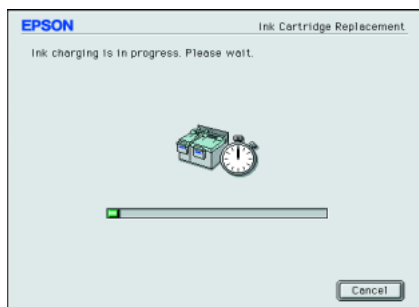 EPSON
Ink Cartridge Replacement
Ink charging is in progress. Please wait.
Cancel